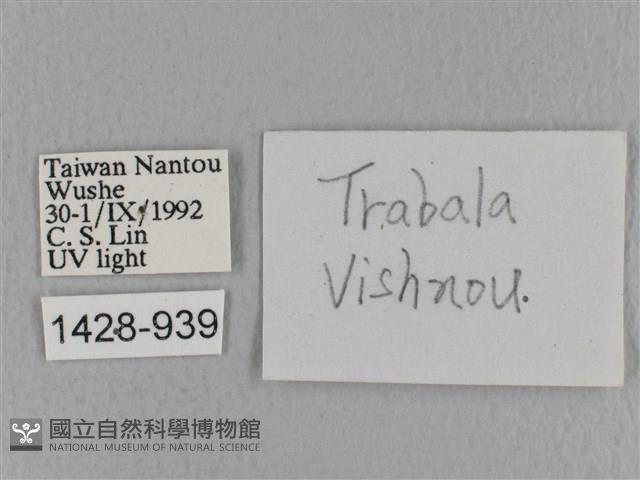 Taiwan Nantou
Wushe
30-1/IX/1992
C. S. Lin
UV light
1428-939
Trabala
Vishnou.
國立自然科學博物館
NATIONAL MUSEUM OF NATURAL SCIENCE